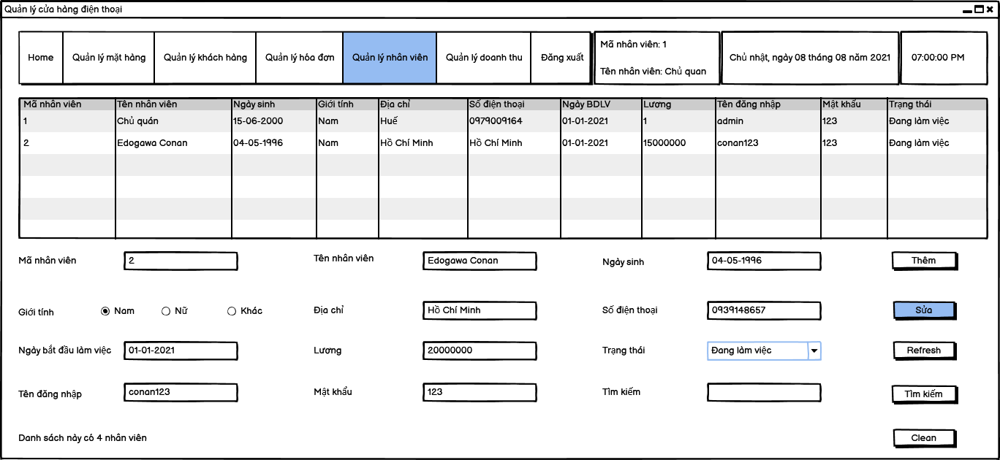 Quản lý cửa hàng điện thoại
Home Quản lý mặt hàng Quản lý khách hàng Quản lý hóa đơn Quản lý nhân viên Quản lý doanh thu Đăng xuất
Mã nhân viên: 1
Tên nhân viên: Chủ quan
Chủ nhật, ngày 08 tháng 08 năm 2021
07:00:00 PM
Mã nhân viên Tên nhân viên Ngày sinh Giới tính Địa chỉ Số điện thoại Ngày BDLV Lương Tên đăng nhập Mật khẩu Trạng thái
1 Chủ quán 15-06-2000 Nam Huế 0979009164 01-01-2021 1 admin 123 Đang làm việc
2 Edogawa Conan 04-05-1996 Nam Hồ Chí Minh Hồ Chí Minh 01-01-2021 15000000 conan123 123 Đang làm việc
Mã nhân viên 2 Tên nhân viên Edogawa Conan Ngày sinh 04-05-1996 Thêm
Giới tính Nam Nữ Khác Địa chỉ Hồ Chí Minh Số điện thoại 0939148657 Sửa
Ngày bắt đầu làm việc 01-01-2021 Lương 20000000 Trạng thái Đang làm việc Refresh
Tên đăng nhập conan123 Mật khẩu 123 Tìm kiếm Tìm kiếm
Danh sách này có 4 nhân viên Clean